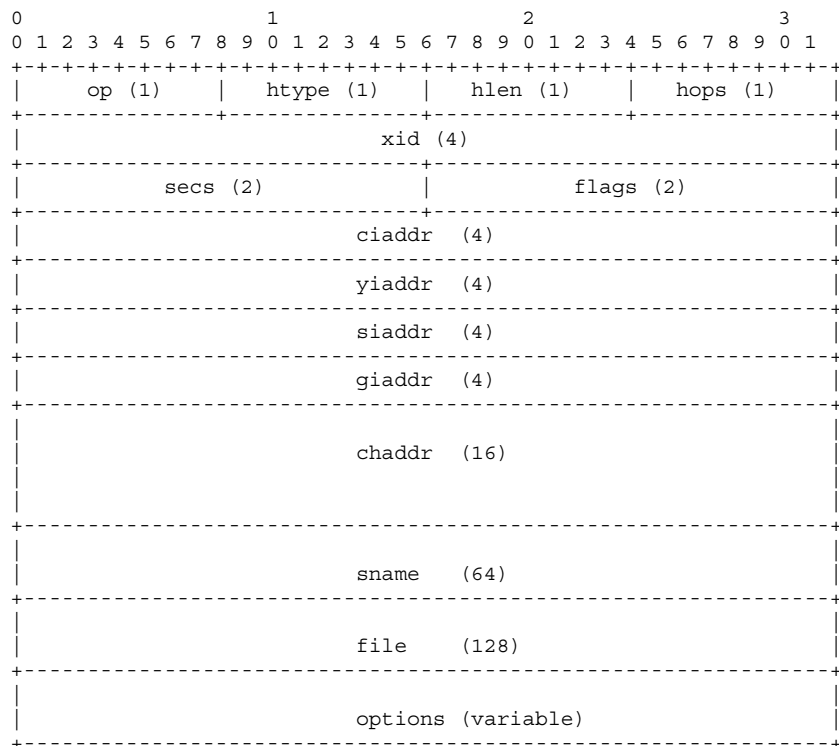 0 1 2 3
0 1 2 3 4 5 6 7 8 9 0 1 2 3 4 5 6 7 8 9 0 1 2 3 4 5 6 7 8 9 0 1
op (1) | htype (1) | hlen (1) | hops (1)
xid (4)
secs (2) | flags (2)
ciaddr (4)
yiaddr (4)
siaddr (4)
giaddr (4)
chaddr (16)
sname (64)
file (128)
options (variable)